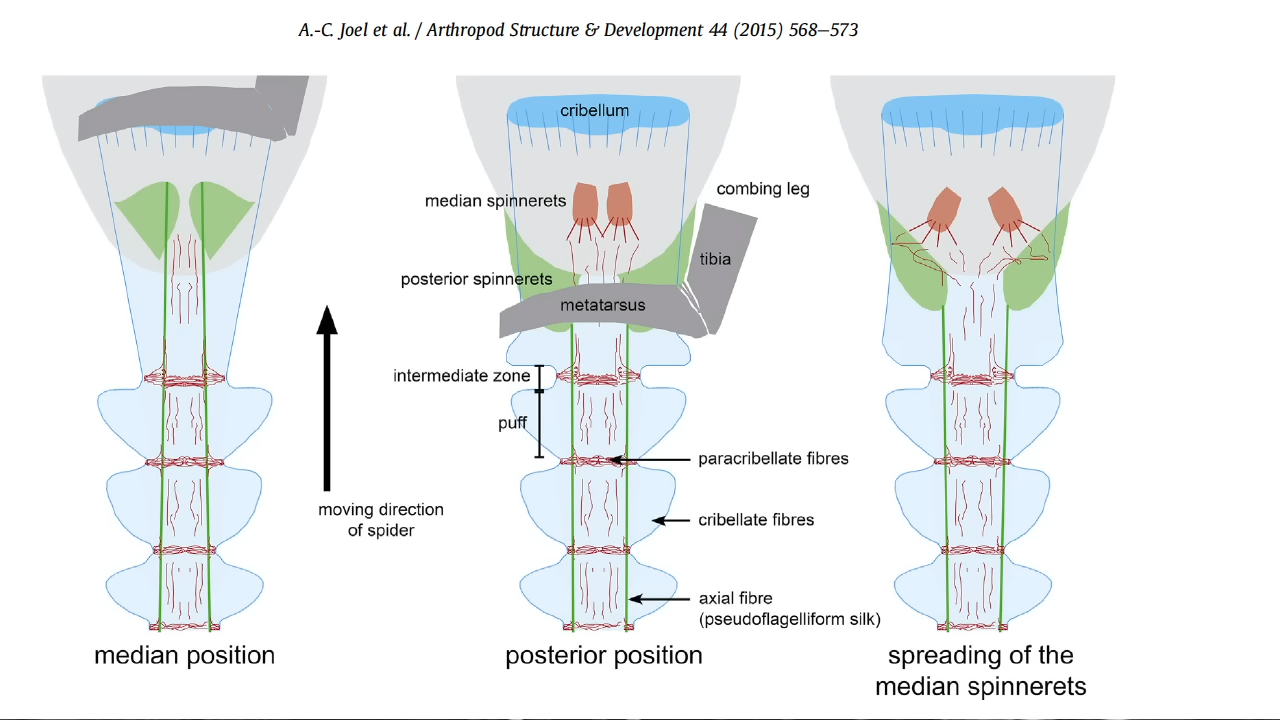 A.-C. Joel et al. / Arthropod Structure & Development 44 (2015) 568–573
cribellum
median spinnerets
combing leg
tibia
posterior spinnerets
metatarsus
intermediate zone
puff
paracribellate fibres
moving direction
of spider
cribellate fibres
axial fibre
(pseudoflagelliform silk)
median position
posterior position
spreading of the
median spinnerets